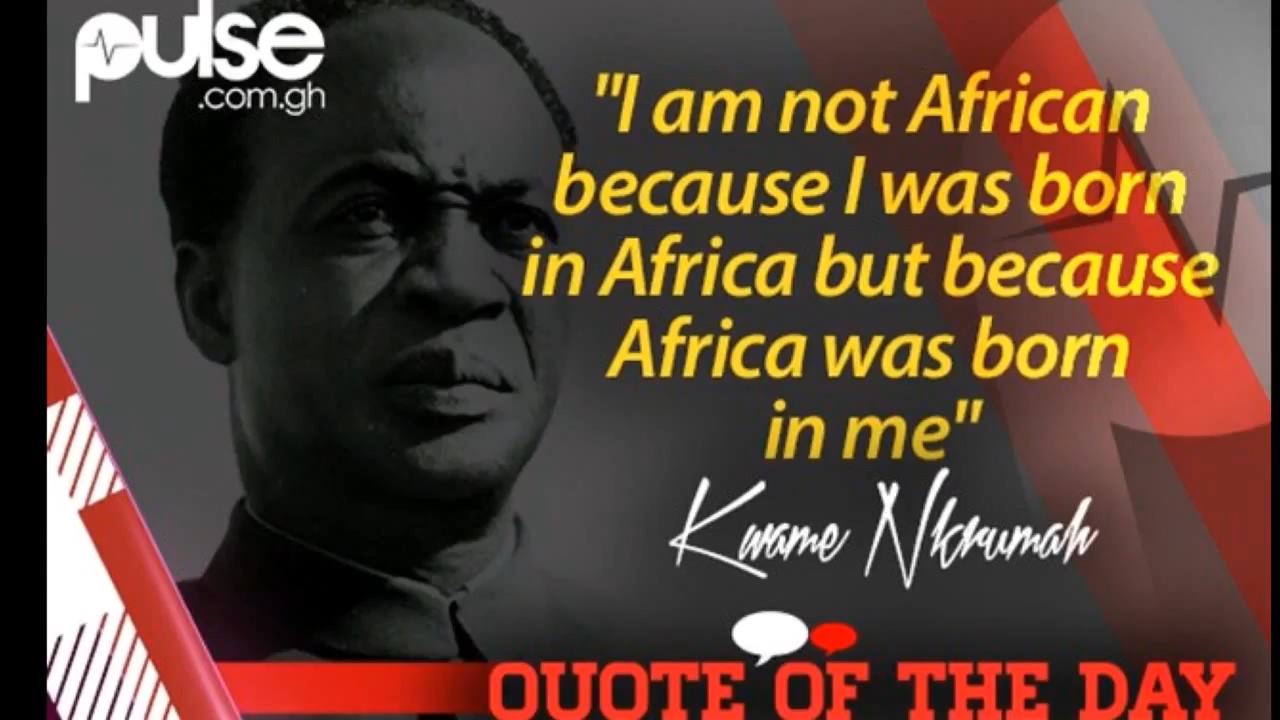 pulse
.com.gh
"I am not African
because I was born
in Africa but because
Africa was born
in me"
Kwame Nkrumah
QUOTE OF THE DAY